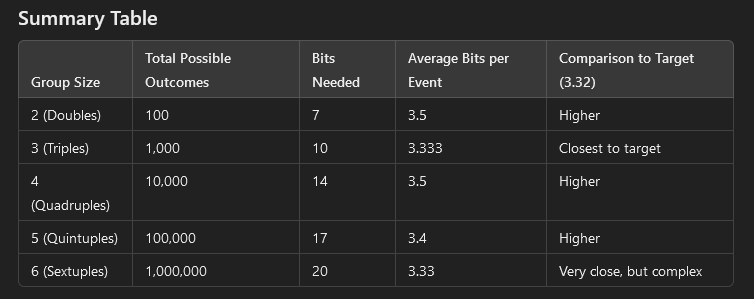 Summary Table
Group Size
Total Possible
Outcomes
Bits
Needed
Average Bits per
Event
Comparison to Target
(3.32)
2 (Doubles) 100 7 3.5 Higher
3 (Triples) 1,000 10 3.333 Closest to target
4
(Quadruples) 10,000 14 3.5 Higher
5 (Quintuples) 100,000 17 3.4 Higher
6 (Sextuples) 1,000,000 20 3.33 Very close, but complex